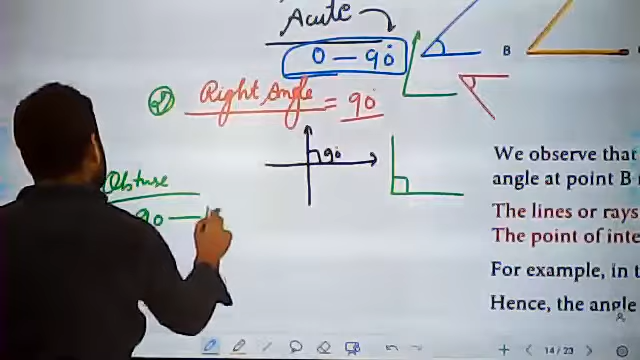 Acute
0 — 90°
B
2) Right Angle = 90°
90°
Obtuse
90 —
We observe that
angle at point B
The lines or rays
The point of inte
For example, in t
Hence, the angle
14 / 23